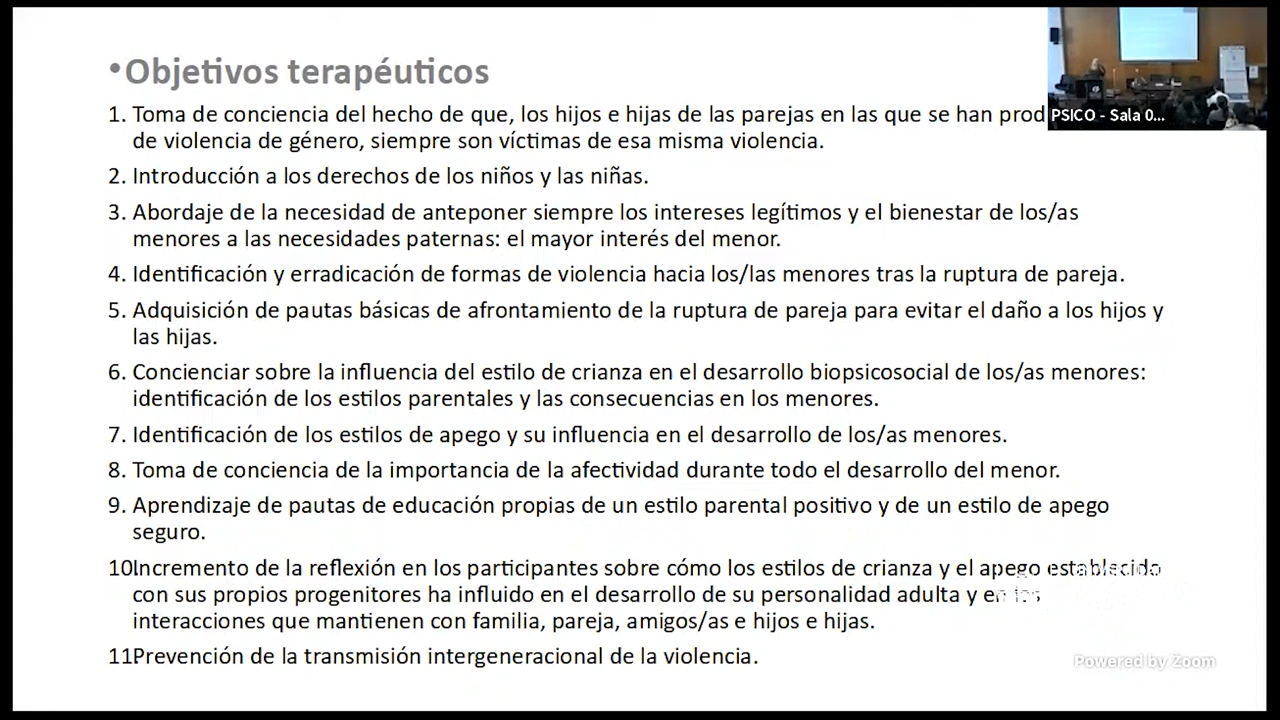 •Objetivos terapéuticos
1. Toma de conciencia del hecho de que, los hijos e hijas de las parejas en las que se han prod
de violencia de género, siempre son víctimas de esa misma violencia.
2. Introducción a los derechos de los niños y las niñas.
3. Abordaje de la necesidad de anteponer siempre los intereses legítimos y el bienestar de los/as
menores a las necesidades paternas: el mayor interés del menor.
4. Identificación y erradicación de formas de violencia hacia los/las menores tras la ruptura de pareja.
5. Adquisición de pautas básicas de afrontamiento de la ruptura de pareja para evitar el daño a los hijos y
las hijas.
6. Concienciar sobre la influencia del estilo de crianza en el desarrollo biopsicosocial de los/as menores:
identificación de los estilos parentales y las consecuencias en los menores.
7. Identificación de los estilos de apego y su influencia en el desarrollo de los/as menores.
8. Toma de conciencia de la importancia de la afectividad durante todo el desarrollo del menor.
9. Aprendizaje de pautas de educación propias de un estilo parental positivo y de un estilo de apego
seguro.
10.Incremento de la reflexión en los participantes sobre cómo los estilos de crianza y el apego establecido
con sus propios progenitores ha influido en el desarrollo de su personalidad adulta y en
interacciones que mantienen con familia, pareja, amigos/as e hijos e hijas.
11Prevención de la transmisión intergeneracional de la violencia.
PSICO - Sala 0...
Powered by Zoom